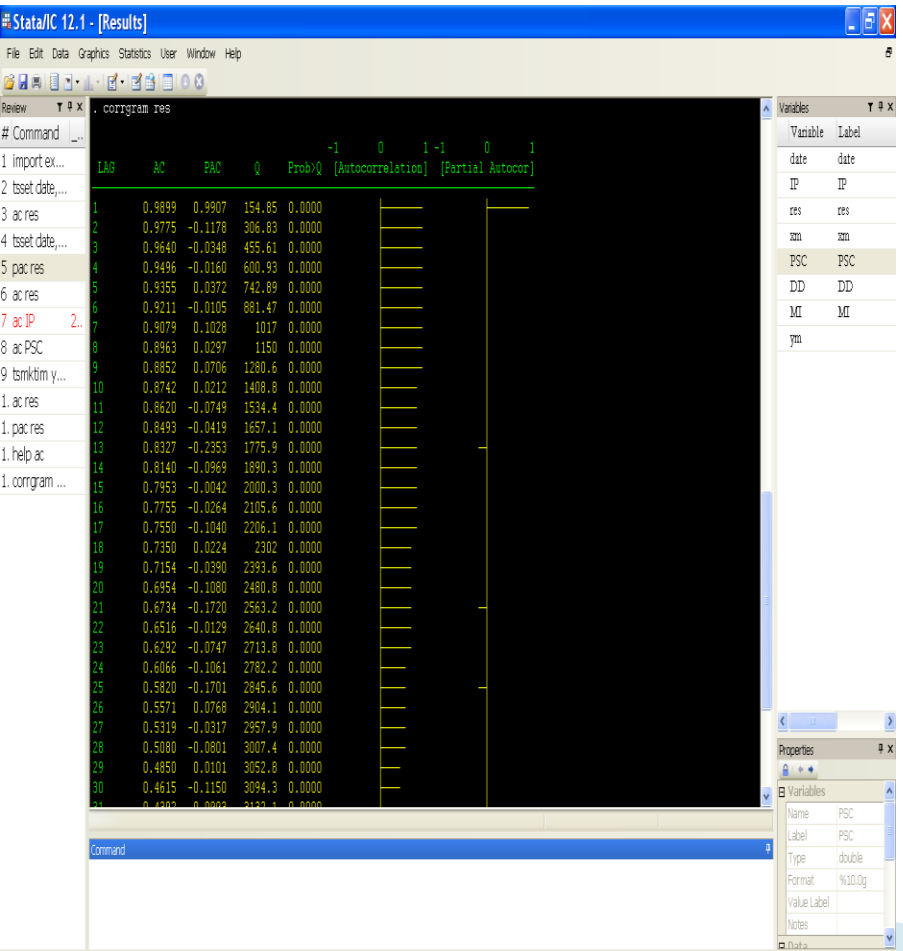 Stata/IC 12.1 - [Results]
File Edit Data Graphics Statistics User Window Help
Review
# Command _..
1 import ex...
2 tsset date,...
3 ac res
4 tsset date,...
5 pac res
6 ac res
7 ac IP 2..
8 ac PSC
9 tsmktim y...
1. ac res
1. pac res
1. help ac
1. corrgram ...
. corrgram res
-1 0 1 -1 0 1
LAG AC PAC Q Prob>Q [Autocorrelation] [Partial Autocor]
1 0.9899 0.9907 154.85 0.0000
2 0.9775 -0.1178 306.83 0.0000
3 0.9640 -0.0348 455.61 0.0000
4 0.9496 -0.0160 600.93 0.0000
5 0.9355 0.0372 742.89 0.0000
6 0.9211 -0.0105 881.47 0.0000
7 0.9079 0.1028 1017 0.0000
8 0.8963 0.0297 1150 0.0000
9 0.8852 0.0706 1280.6 0.0000
10 0.8742 0.0212 1408.8 0.0000
11 0.8620 -0.0749 1534.4 0.0000
12 0.8493 -0.0419 1657.1 0.0000
13 0.8327 -0.2353 1775.9 0.0000
14 0.8140 -0.0969 1890.3 0.0000
15 0.7953 -0.0042 2000.3 0.0000
16 0.7755 -0.0264 2105.6 0.0000
17 0.7550 -0.1040 2206.1 0.0000
18 0.7350 0.0224 2302 0.0000
19 0.7154 -0.0390 2393.6 0.0000
20 0.6954 -0.1080 2480.8 0.0000
21 0.6734 -0.1720 2563.2 0.0000
22 0.6516 -0.0129 2640.8 0.0000
23 0.6292 -0.0747 2713.8 0.0000
24 0.6066 -0.1061 2782.2 0.0000
25 0.5820 -0.1701 2845.6 0.0000
26 0.5571 0.0768 2904.1 0.0000
27 0.5319 -0.0317 2957.9 0.0000
28 0.5080 -0.0801 3007.4 0.0000
29 0.4850 0.0101 3052.8 0.0000
30 0.4615 -0.1150 3094.3 0.0000
Command
Variables
Variable Label
date date
IP IP
res res
xm xm
PSC PSC
DD DD
MI MI
ym
Properties
Variables
Name PSC
Label PSC
Type double
Format %10.0g
Value Label
Notes
Data